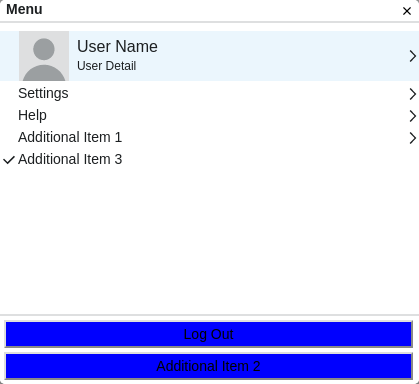 Menu
User Name
User Detail
Settings
Help
Additional Item 1
Additional Item 3
Log Out
Additional Item 2